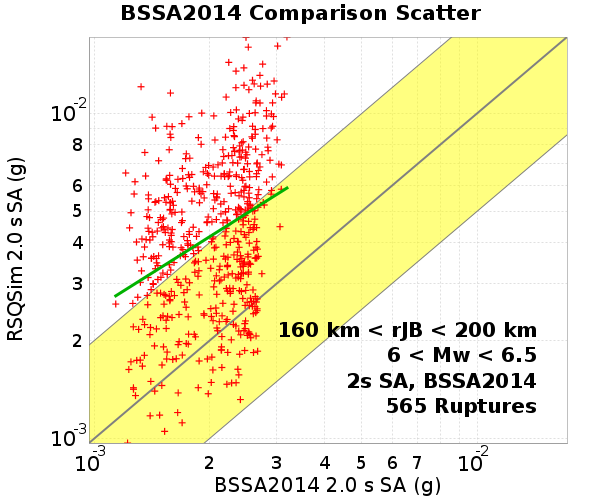 BSSA2014 Comparison Scatter
RSQSim 2.0 s SA (g)
10-2
8
6
5
4
3
2
10-3
160 km < rJB < 200 km
6 < Mw < 6.5
2s SA, BSSA2014
565 Ruptures
10-3 2 3 4 5 6 7 10-2
BSSA2014 2.0 s SA (g)